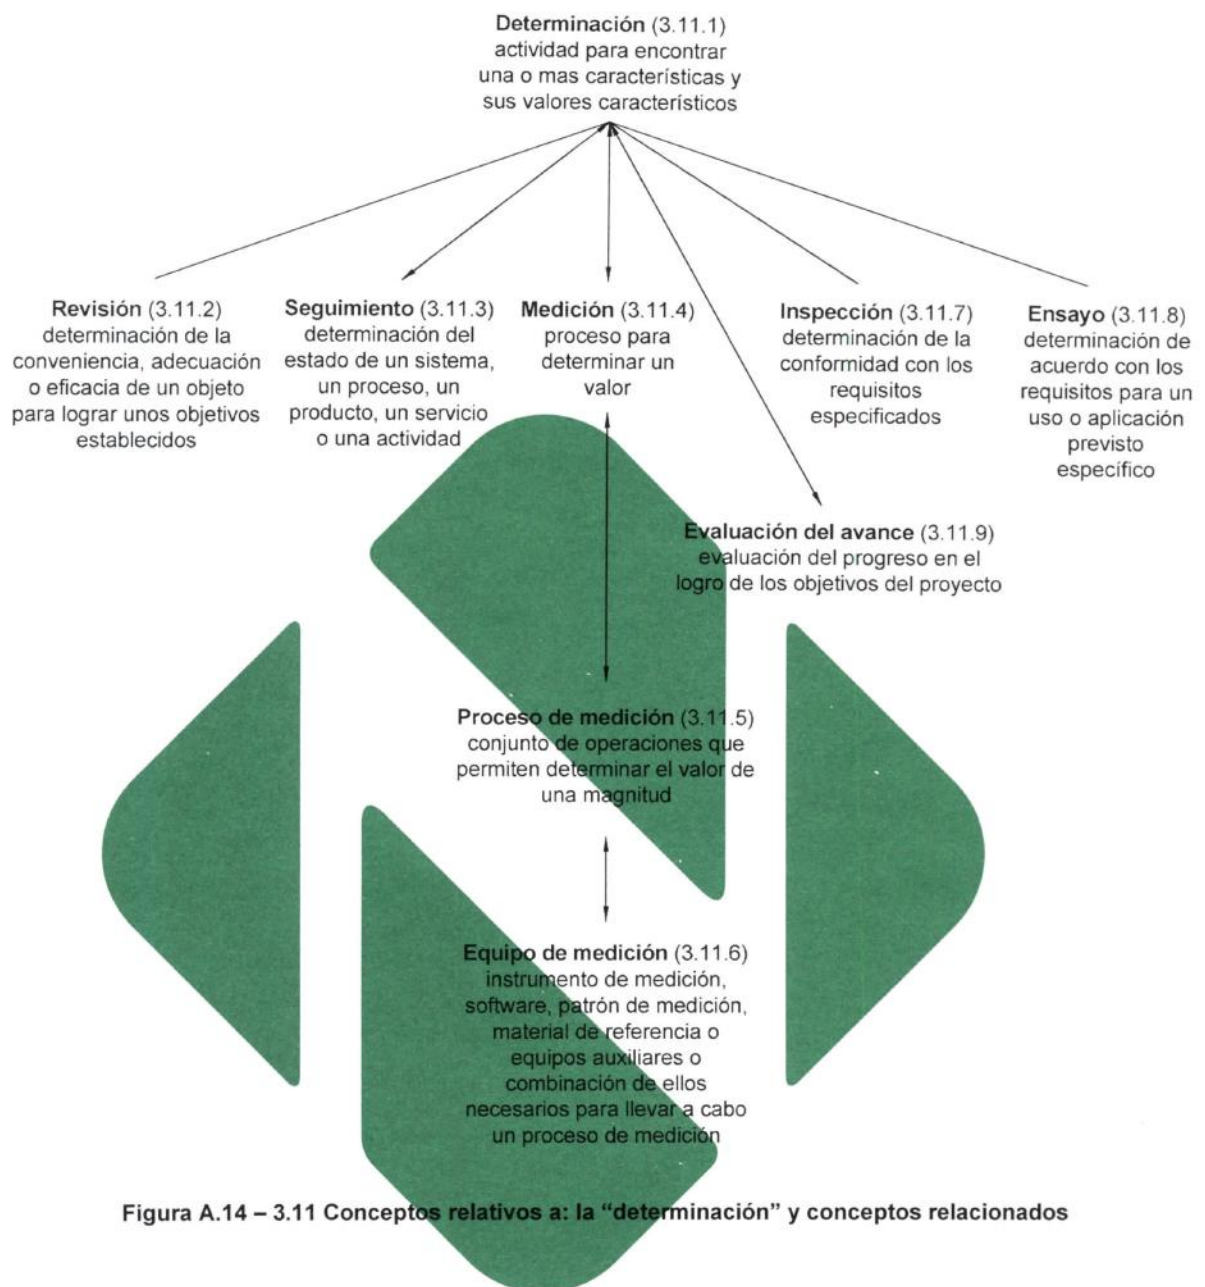 Determinación (3.11.1)
actividad para encontrar
una o mas características y
sus valores característicos
Revisión (3.11.2)
determinación de la
conveniencia, adecuación
o eficacia de un objeto
para lograr unos objetivos
establecidos
Seguimiento (3.11.3)
determinación del
estado de un sistema,
un proceso, un
producto, un servicio
o una actividad
Medición (3.11.4)
proceso para
determinar un
valor
Inspección (3.11.7)
determinación de la
conformidad con los
requisitos
especificados
Ensayo (3.11.8)
determinación de
acuerdo con los
requisitos para un
uso o aplicación
previsto
específico
Evaluación del avance (3.11.9)
evaluación del progreso en el
logro de los objetivos del proyecto
Proceso de medición (3.11.5)
conjunto de operaciones que
permiten determinar el valor de
una magnitud
Equipo de medición (3.11.6)
instrumento de medición,
software, patrón de medición,
material de referencia o
equipos auxiliares o
combinación de ellos
necesarios para llevar a cabo
un proceso de medición
Figura A.14 – 3.11 Conceptos relativos a: la “determinación” y conceptos relacionados